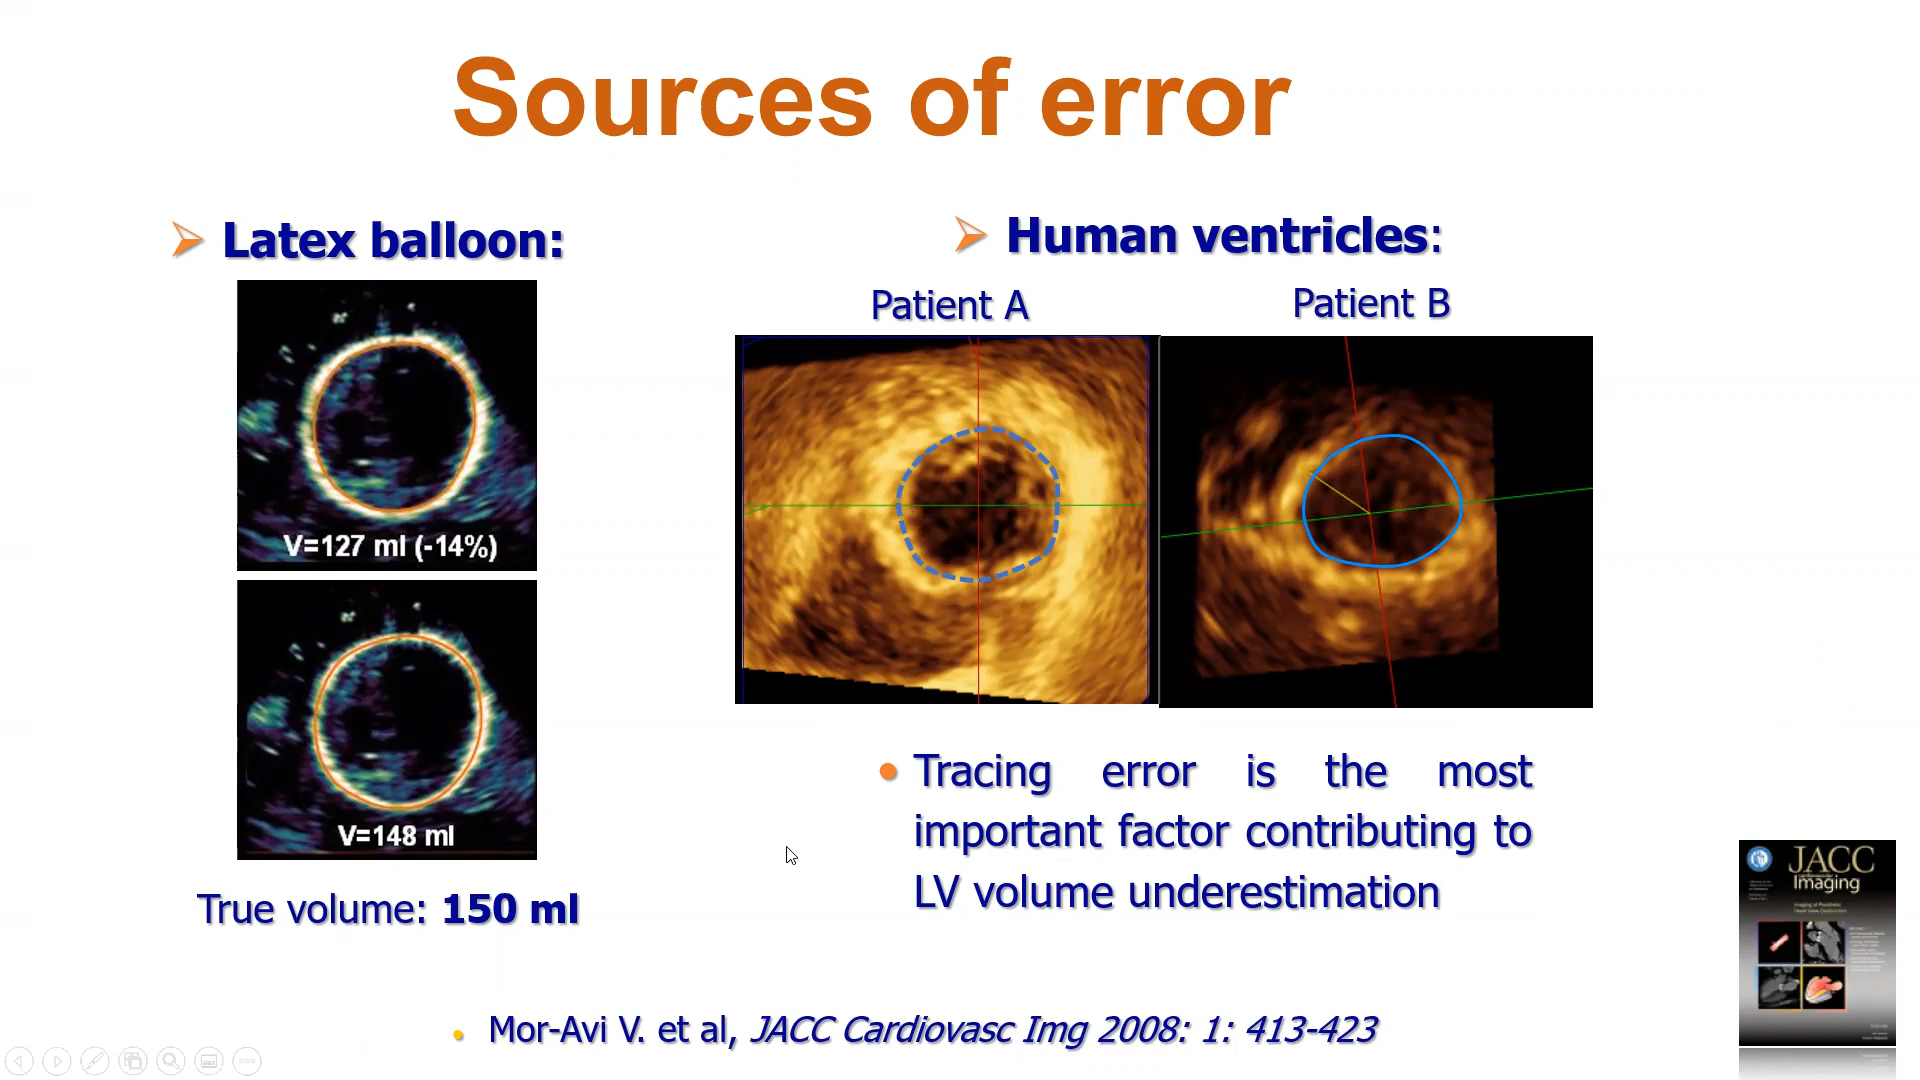 Sources of error
Latex balloon:
Human ventricles:
Patient A
Patient B
V=127 ml (-14%)
V=148 ml
True volume: 150 ml
Tracing error is the most
important factor contributing to
LV volume underestimation
Mor-Avi V. et al, JACC Cardiovasc Img 2008: 1: 413-423
JACC
Imaging